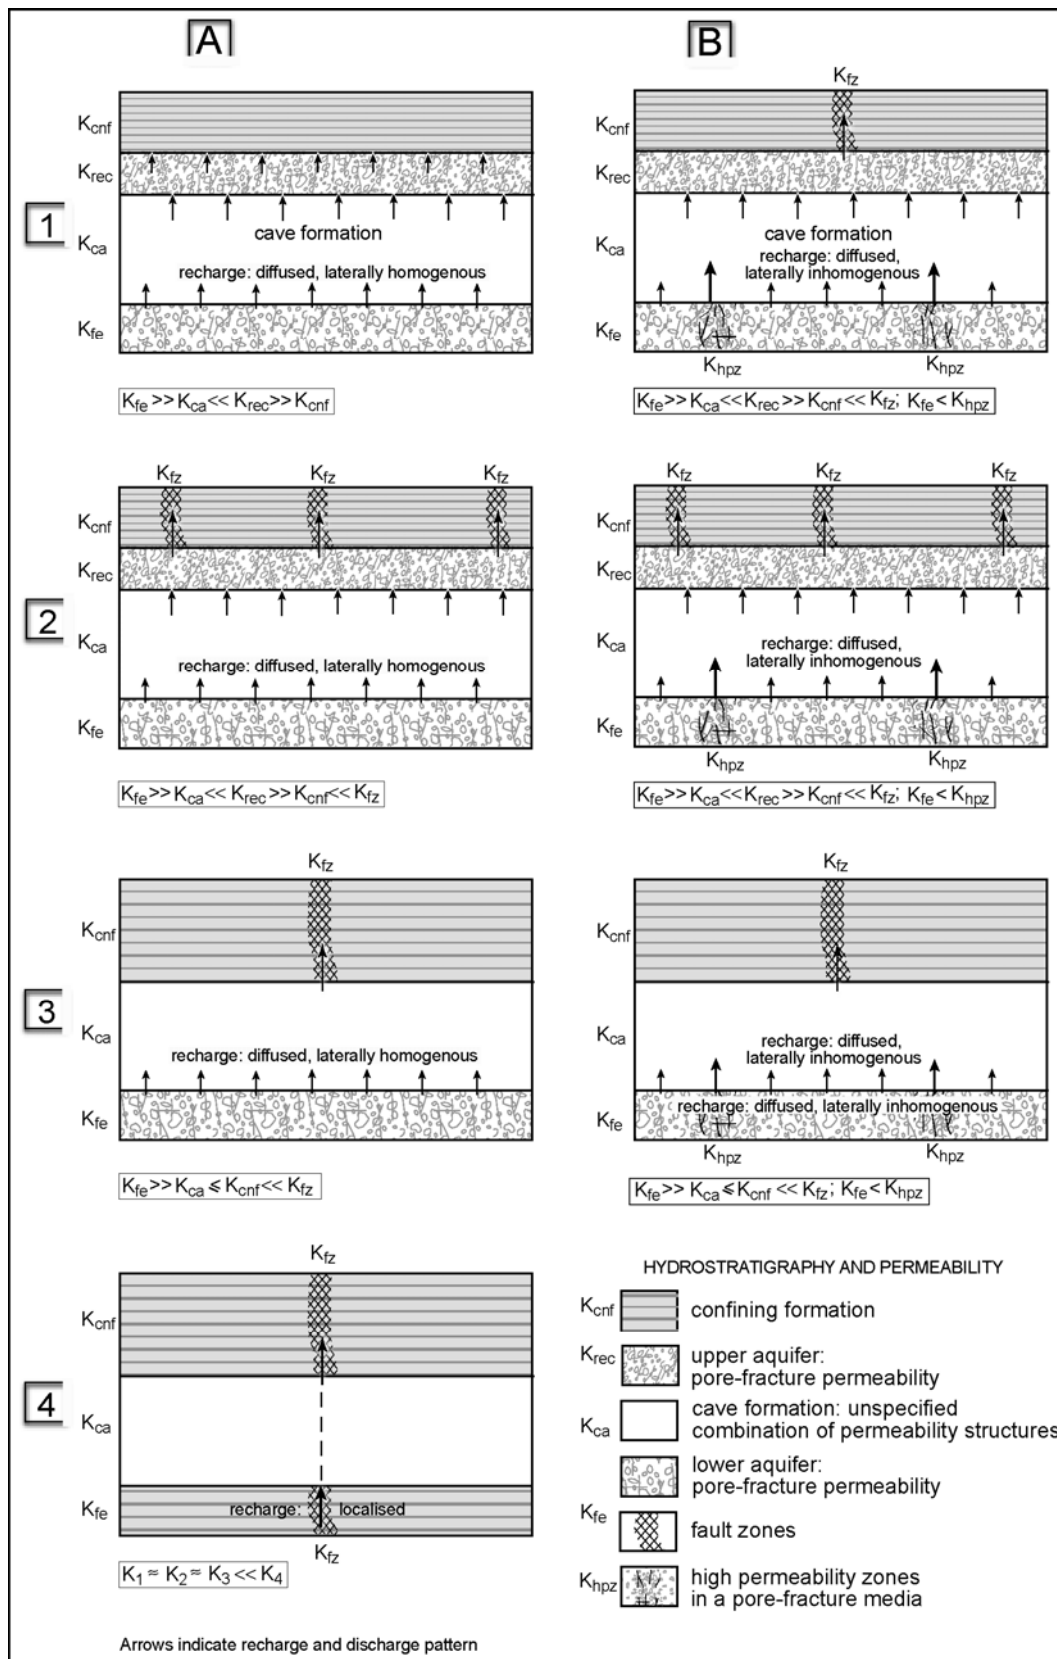 A
B
1
K_cnf
K_rec
K_ca
K_fe
cave formation
recharge: diffused, laterally homogenous
K_fe >> K_ca << K_rec >> K_cnf
K_fz
K_cnf
K_rec
K_ca
K_fe
cave formation
recharge: diffused,
laterally inhomogenous
K_hpz
K_hpz
K_fe >> K_ca << K_rec >> K_cnf << K_fz; K_fe < K_hpz
2
K_fz
K_fz
K_fz
K_cnf
K_rec
K_ca
K_fe
recharge: diffused, laterally homogenous
K_fe >> K_ca << K_rec >> K_cnf << K_fz
K_fz
K_fz
K_fz
K_cnf
K_rec
K_ca
K_fe
recharge: diffused,
laterally inhomogenous
K_hpz
K_hpz
K_fe >> K_ca << K_rec >> K_cnf << K_fz; K_fe < K_hpz
3
K_fz
K_cnf
K_ca
K_fe
recharge: diffused, laterally homogenous
K_fe >> K_ca ⩽ K_cnf << K_fz
K_fz
K_cnf
K_ca
K_fe
recharge: diffused,
laterally inhomogenous
recharge: diffused, laterally inhomogenous
K_hpz
K_hpz
K_fe >> K_ca ⩽ K_cnf << K_fz; K_fe < K_hpz
4
K_fz
K_cnf
K_ca
K_fe
recharge: localised
K_fz
K_1 ≈ K_2 ≈ K_3 << K_4
HYDROSTRATIGRAPHY AND PERMEABILITY
K_cnf confining formation
K_rec upper aquifer:
pore-fracture permeability
K_ca cave formation: unspecified
combination of permeability structures
lower aquifer:
pore-fracture permeability
K_fe
fault zones
K_hpz high permeability zones
in a pore-fracture media
Arrows indicate recharge and discharge pattern